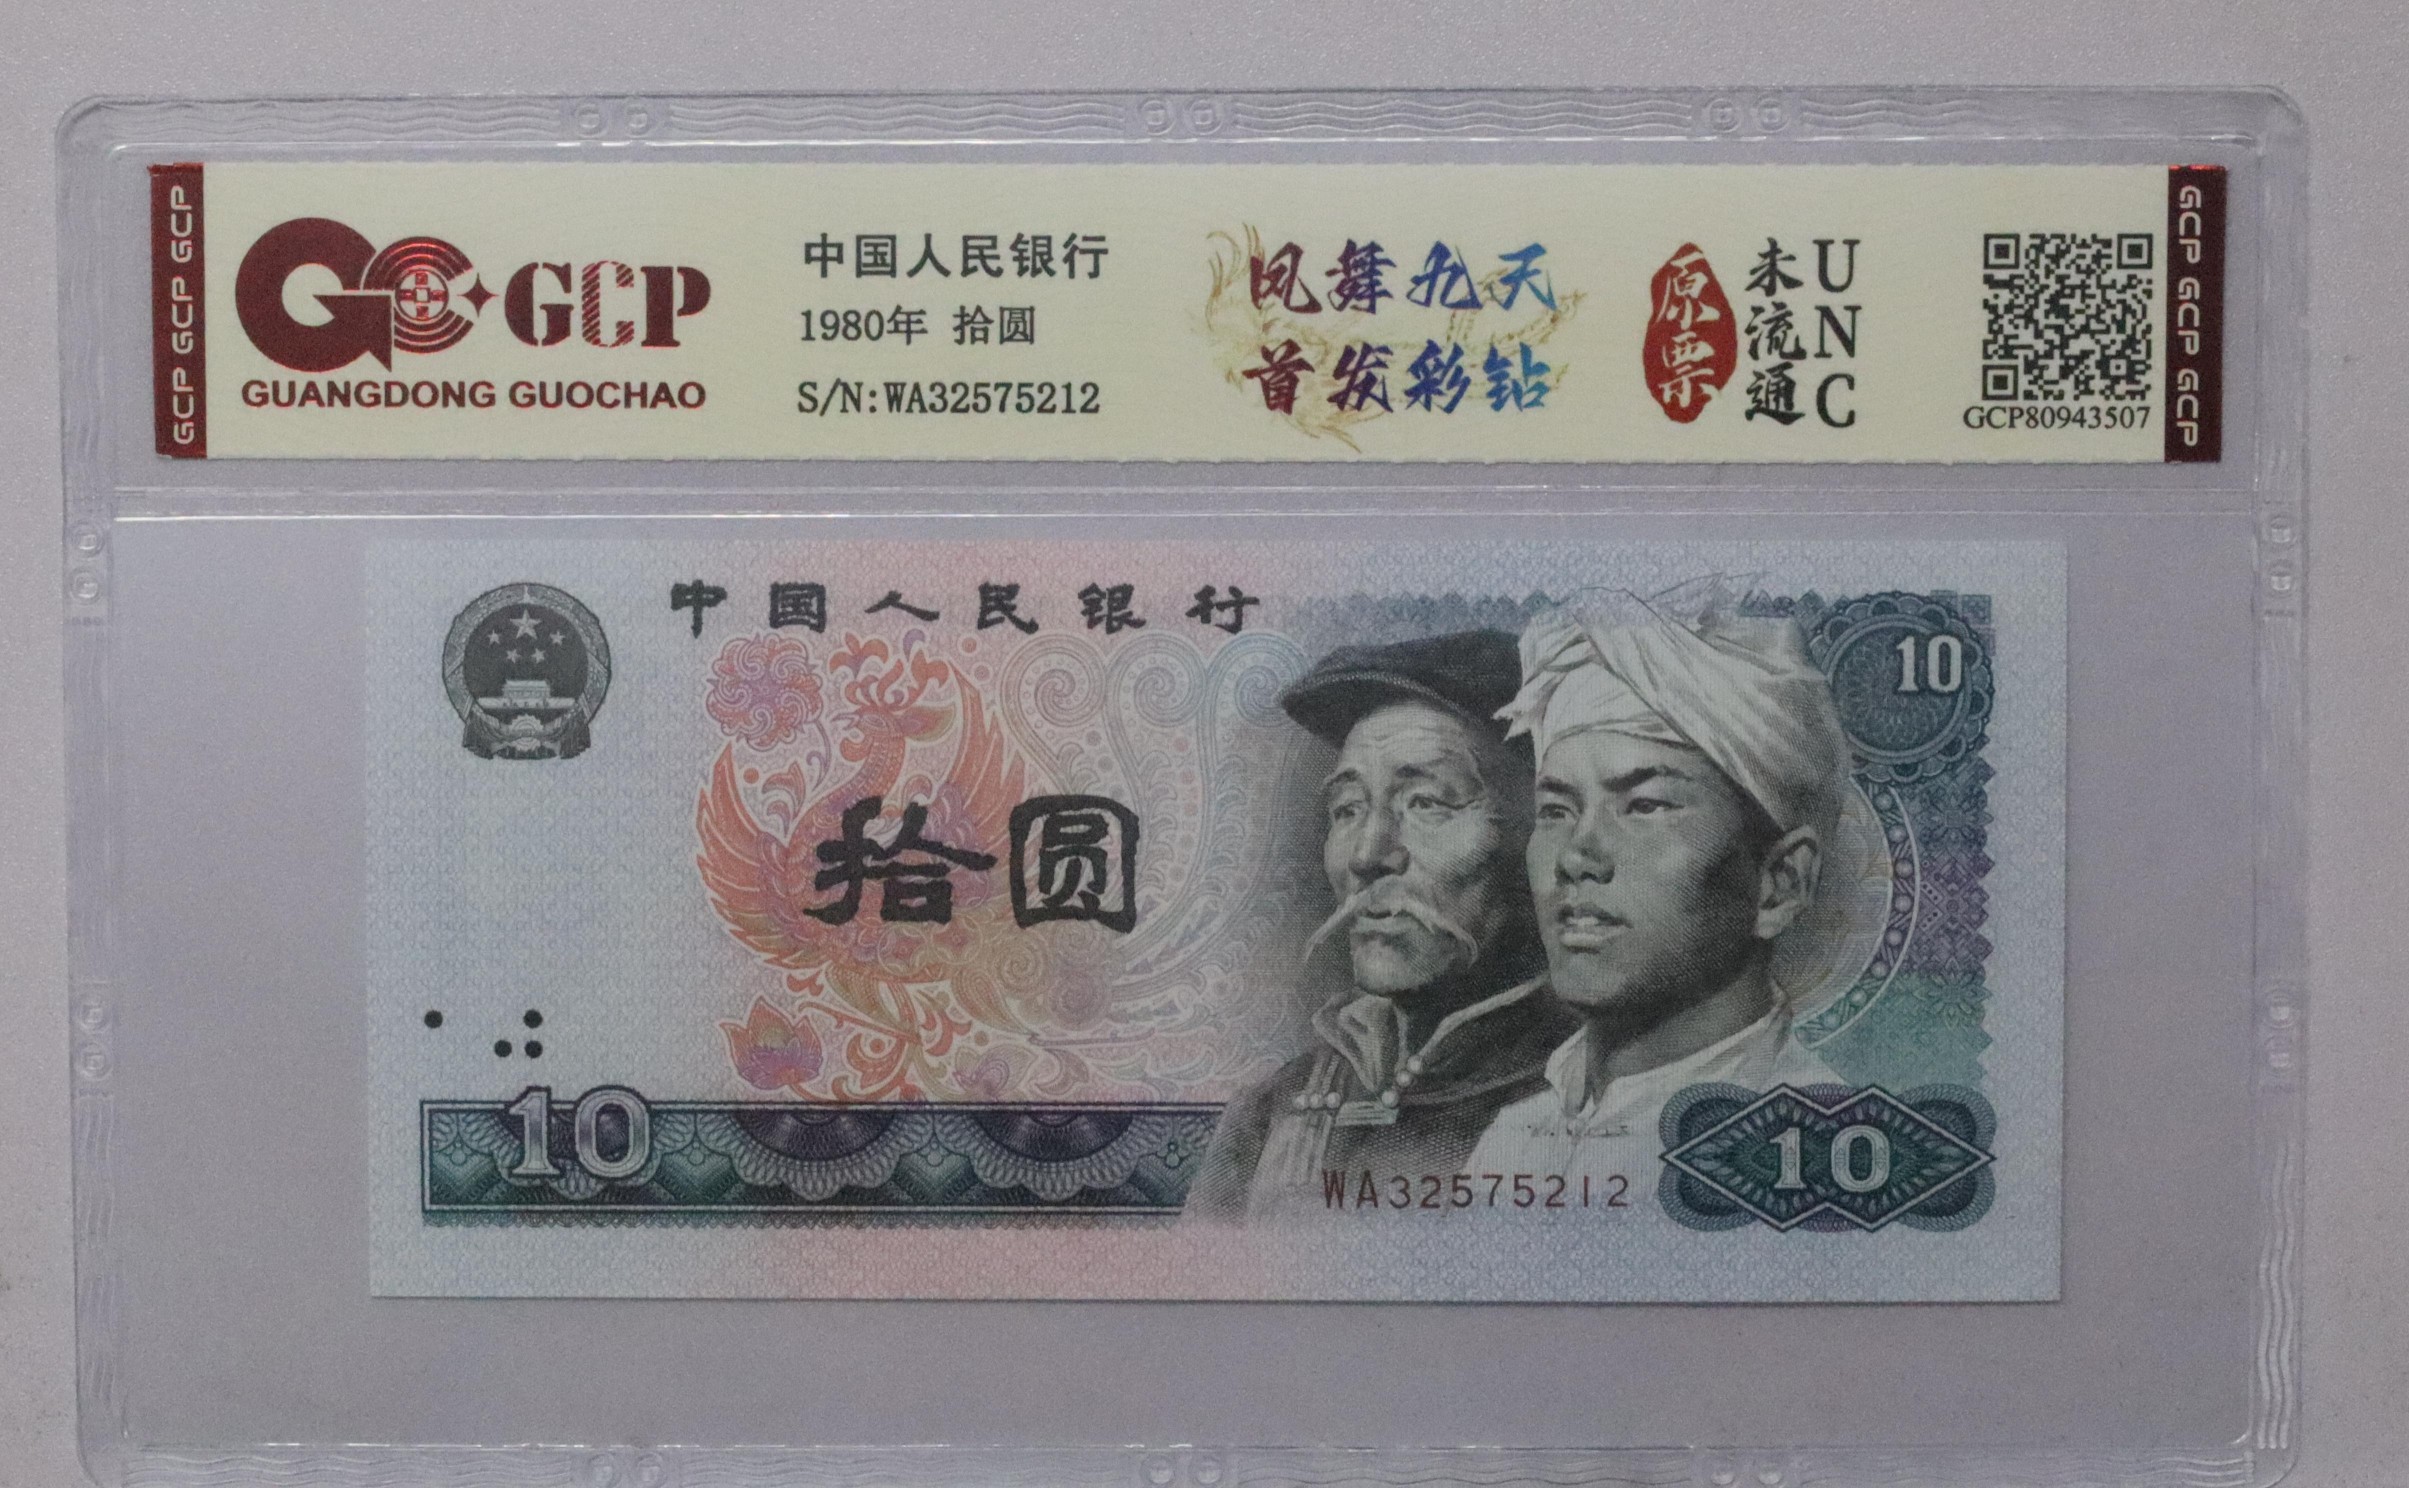 GCP GCP GCP
GCP
GUANGDONG GUOCHAO
中国人民银行
1980年 拾圆
S/N:WA32575212
凤舞九天
首发彩钻
原票
未流通
UNC
GCP80943507
GCP GCP GCP GCP
中国人民银行
10
拾圆
10
WA32575212
10